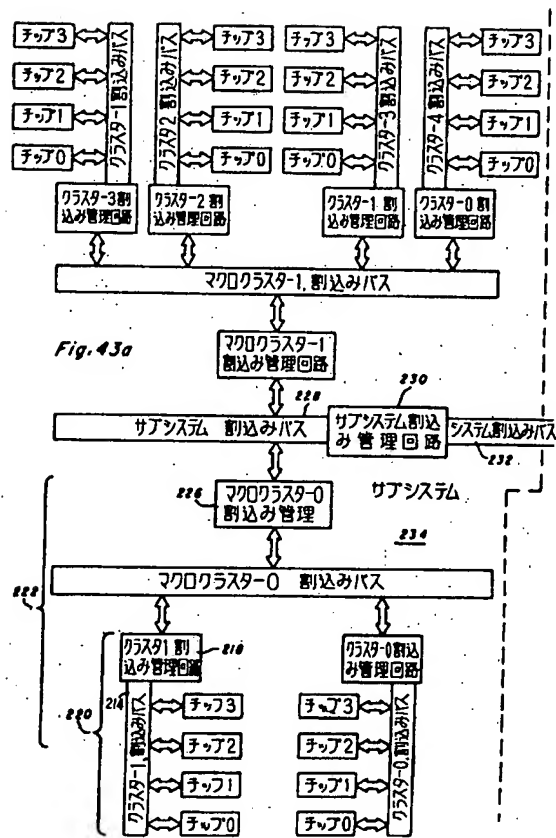 チップ3
チップ2
チップ1
チップ0
クラスター1 割込みバス
チップ3
チップ2
チップ1
チップ0
クラスター2 割込みバス
チップ3
チップ2
チップ1
チップ0
クラスター3 割込みバス
チップ3
チップ2
チップ1
チップ0
クラスター4 割込みバス
クラスター3割
込み管理回路
クラスター2 割
込み管理回路
クラスター1 割
込み管理回路
クラスター0 割
込み管理回路
マクロクラスター1, 割込みバス
Fig. 43a
マクロクラスター1
割込み管理回路
228
230
サブシステム 割込みバス
サブシステム割込
み管理回路
システム割込みバス
232
226
マクロクラスター0
割込み管理
サブシステム
234
マクロクラスター0 割込みバス
222
クラスター1 割
込み管理回路
218
クラスター0割込
み管理回路
220
214
クラスター1, 割込みバス
チップ3
チップ2
チップ1
チップ0
チップ3
チップ2
チップ1
チップ0
クラスター0, 割込みバス